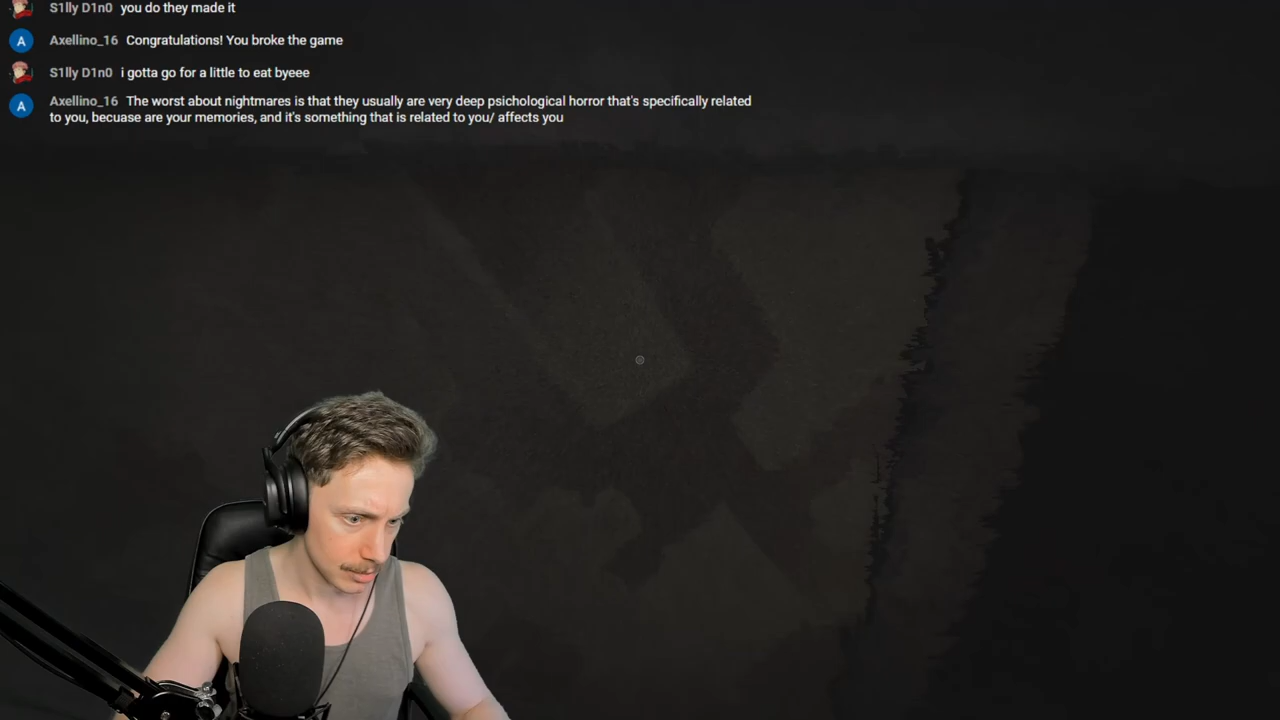 S1lly D1n0 you do they made it
A Axellino_16 Congratulations! You broke the game
S1lly D1n0 i gotta go for a little to eat byeee
A Axellino_16 The worst about nightmares is that they usually are very deep psichological horror that's specifically related
to you, becuase are your memories, and it's something that is related to you/ affects you